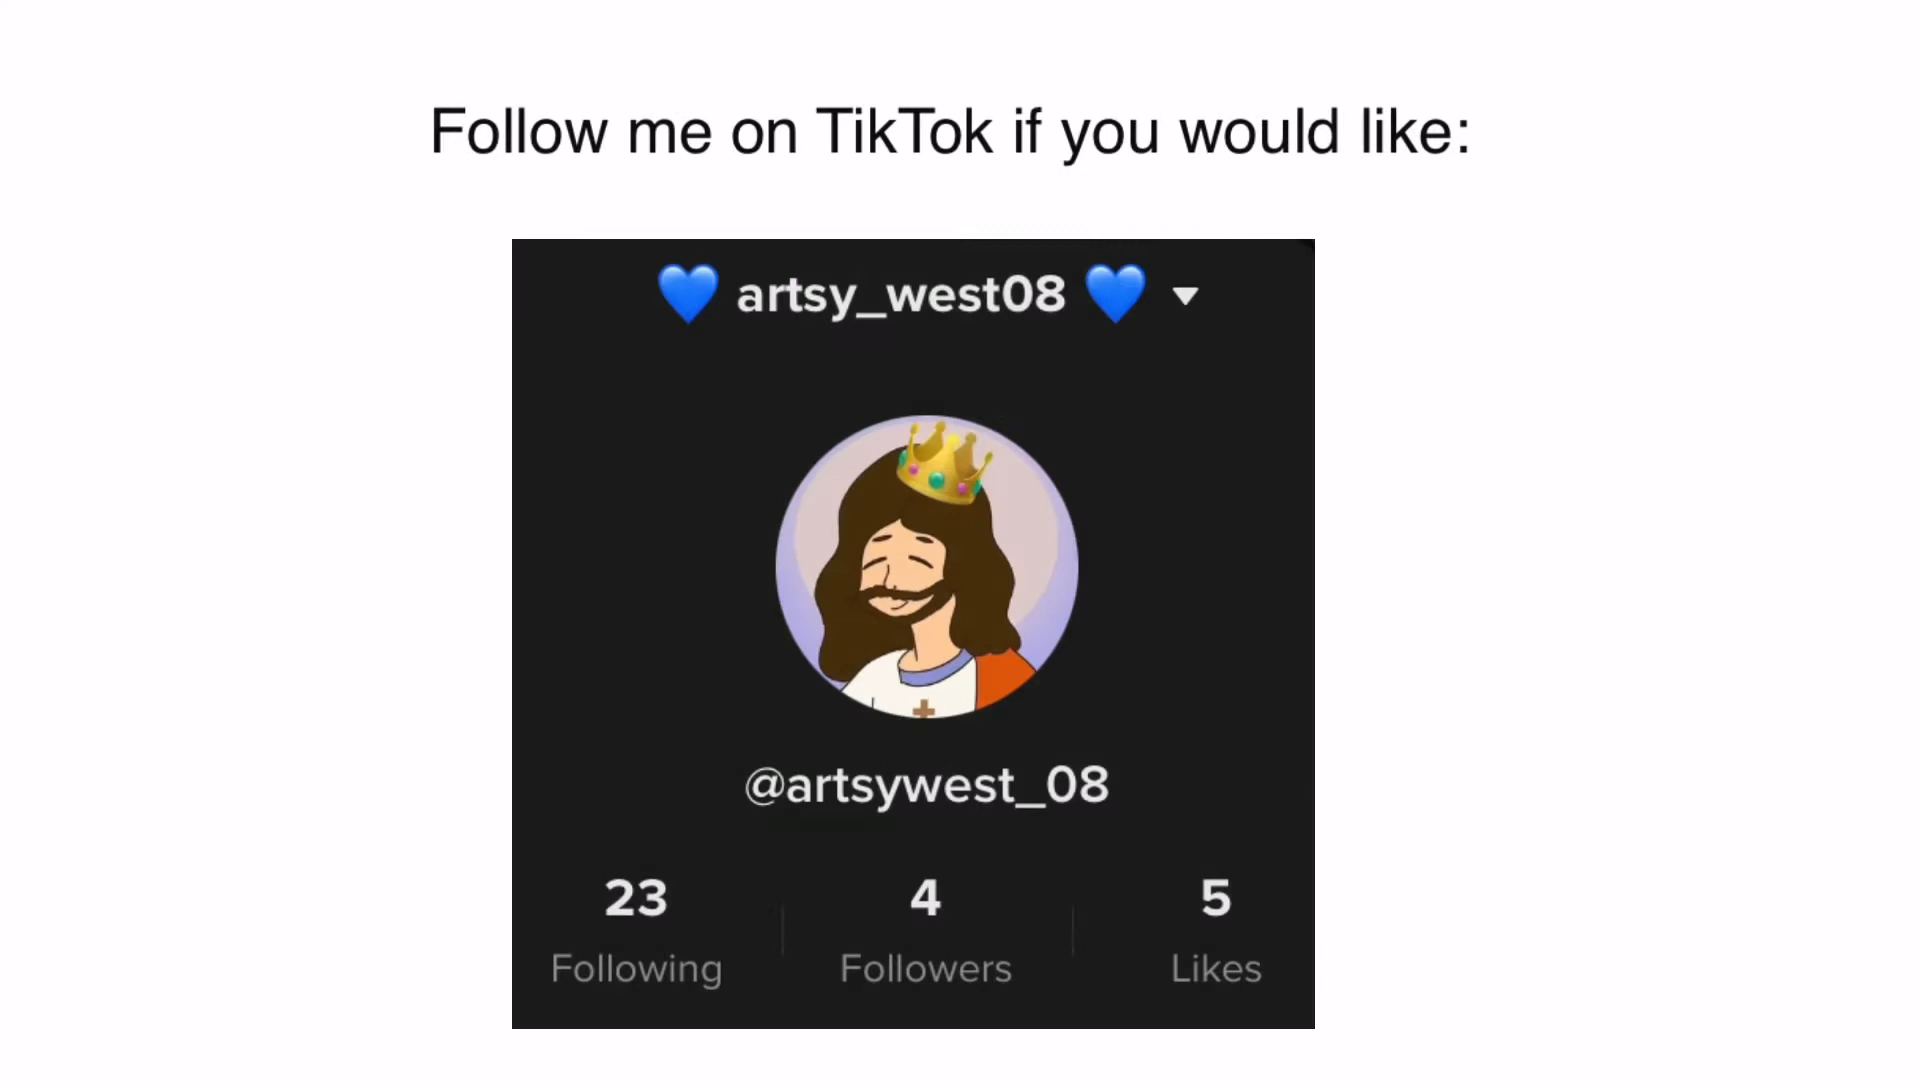 Follow me on TikTok if you would like:
💙 artsy_west08 💙
@artsywest_08
23 4 5
Following Followers Likes